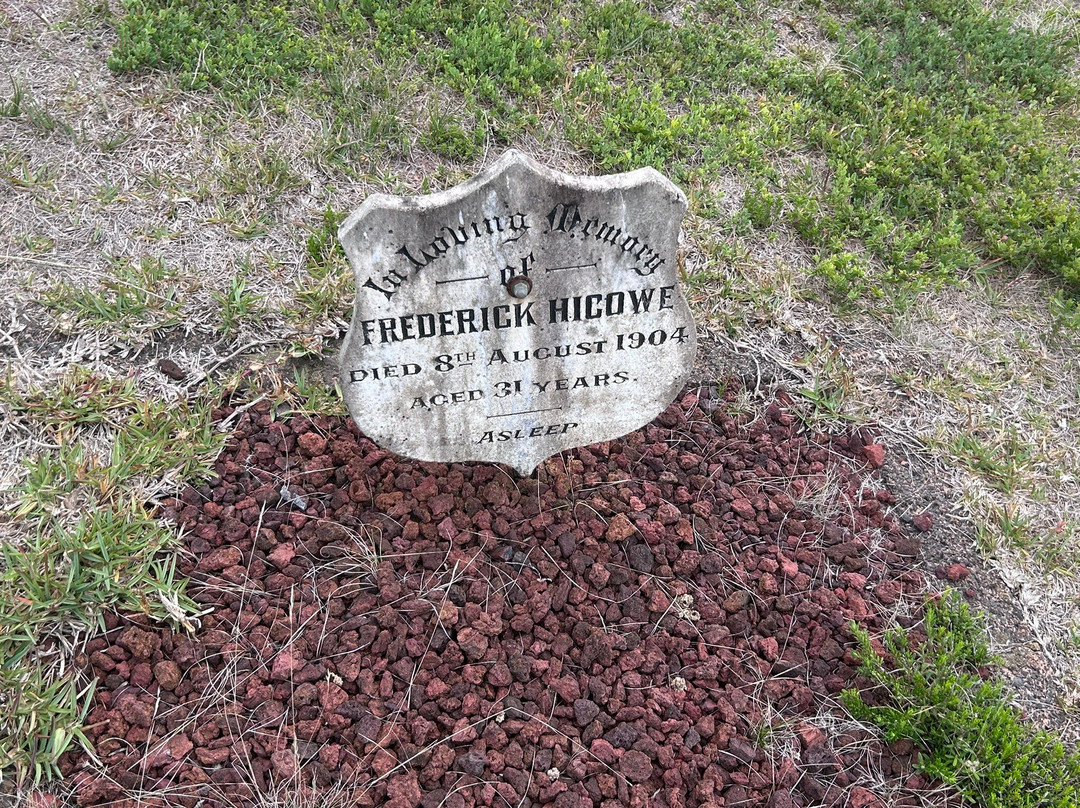 In Loving Memory
of
FREDERICK HICOWE
DIED 8TH AUGUST 1904
AGED 31 YEARS.
ASLEEP